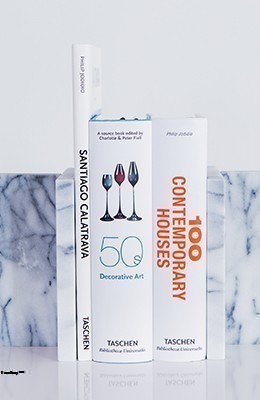 PHILIP JODIDIO
SANTIAGO CALATRAVA
TASCHEN
A source book edited by
Charlotte & Peter Fiell
50s
Decorative Art
TASCHEN
Bibliotheca Universalis
Philip Jodidio
100
CONTEMPORARY
HOUSES
TASCHEN
Bibliotheca Universalis